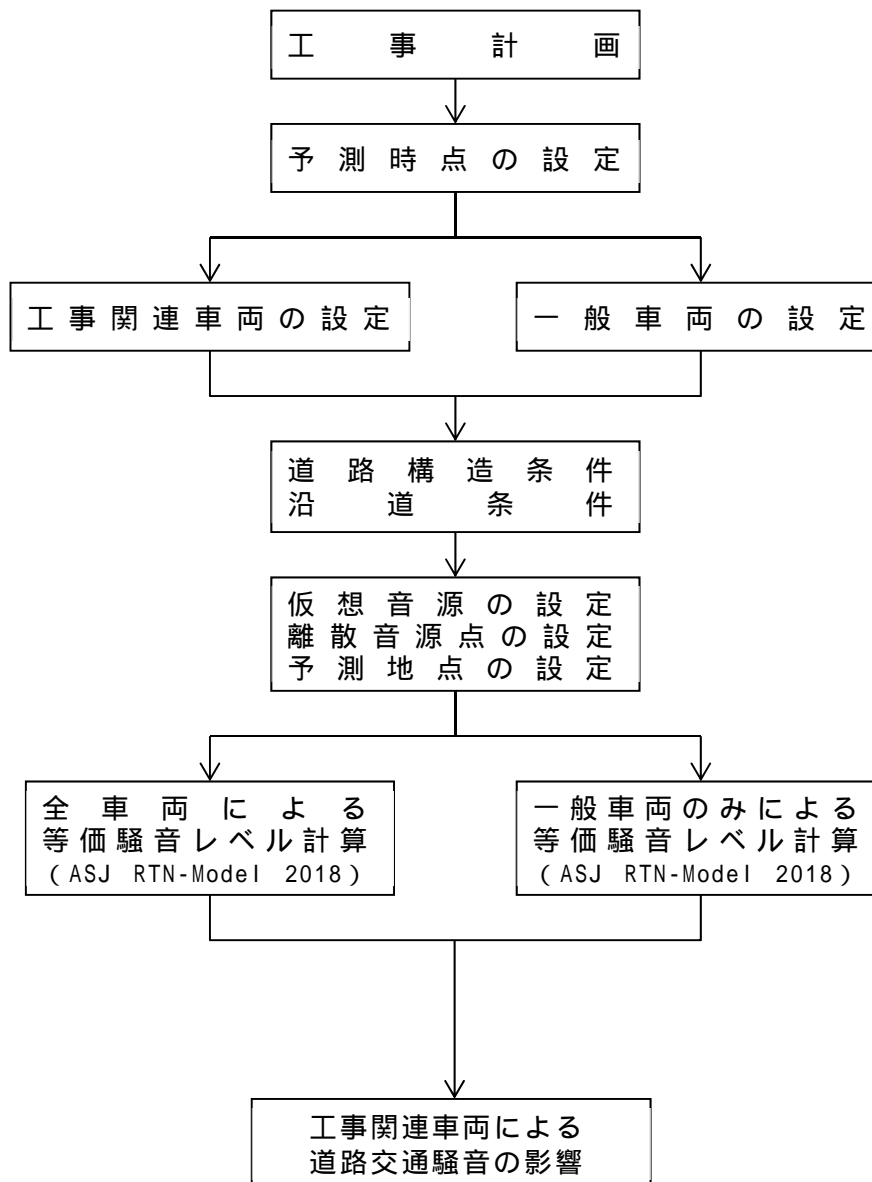 工事計画
予測時点の設定
工事関連車両の設定
一般車両の設定
道路構造条件
沿道条件
仮想音源の設定
離散音源点の設定
予測地点の設定
全車両による
等価騒音レベル計算
(ASJ RTN-Model 2018)
一般車両のみによる
等価騒音レベル計算
(ASJ RTN-Model 2018)
工事関連車両による
道路交通騒音の影響